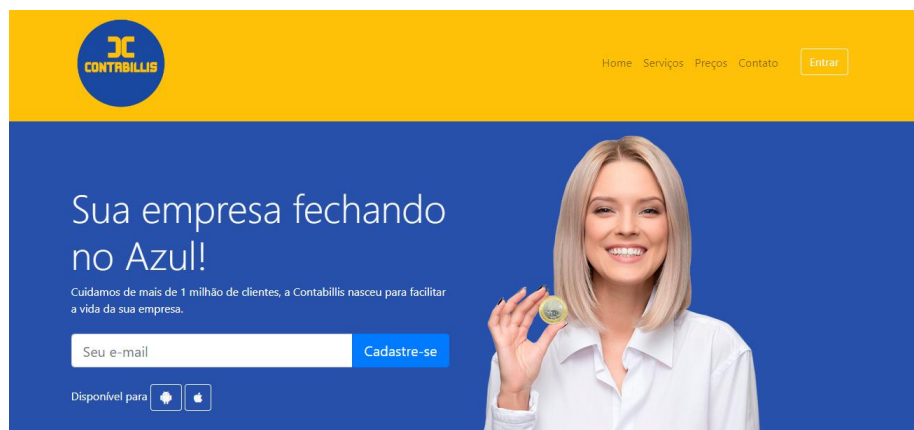 CONTABILLIS
Home Serviços Preços Contato Entrar
Sua empresa fechando
no Azul!
Cuidamos de mais de 1 milhão de clientes, a Contabillis nasceu para facilitar
a vida da sua empresa.
Seu e-mail Cadastre-se
Disponível para